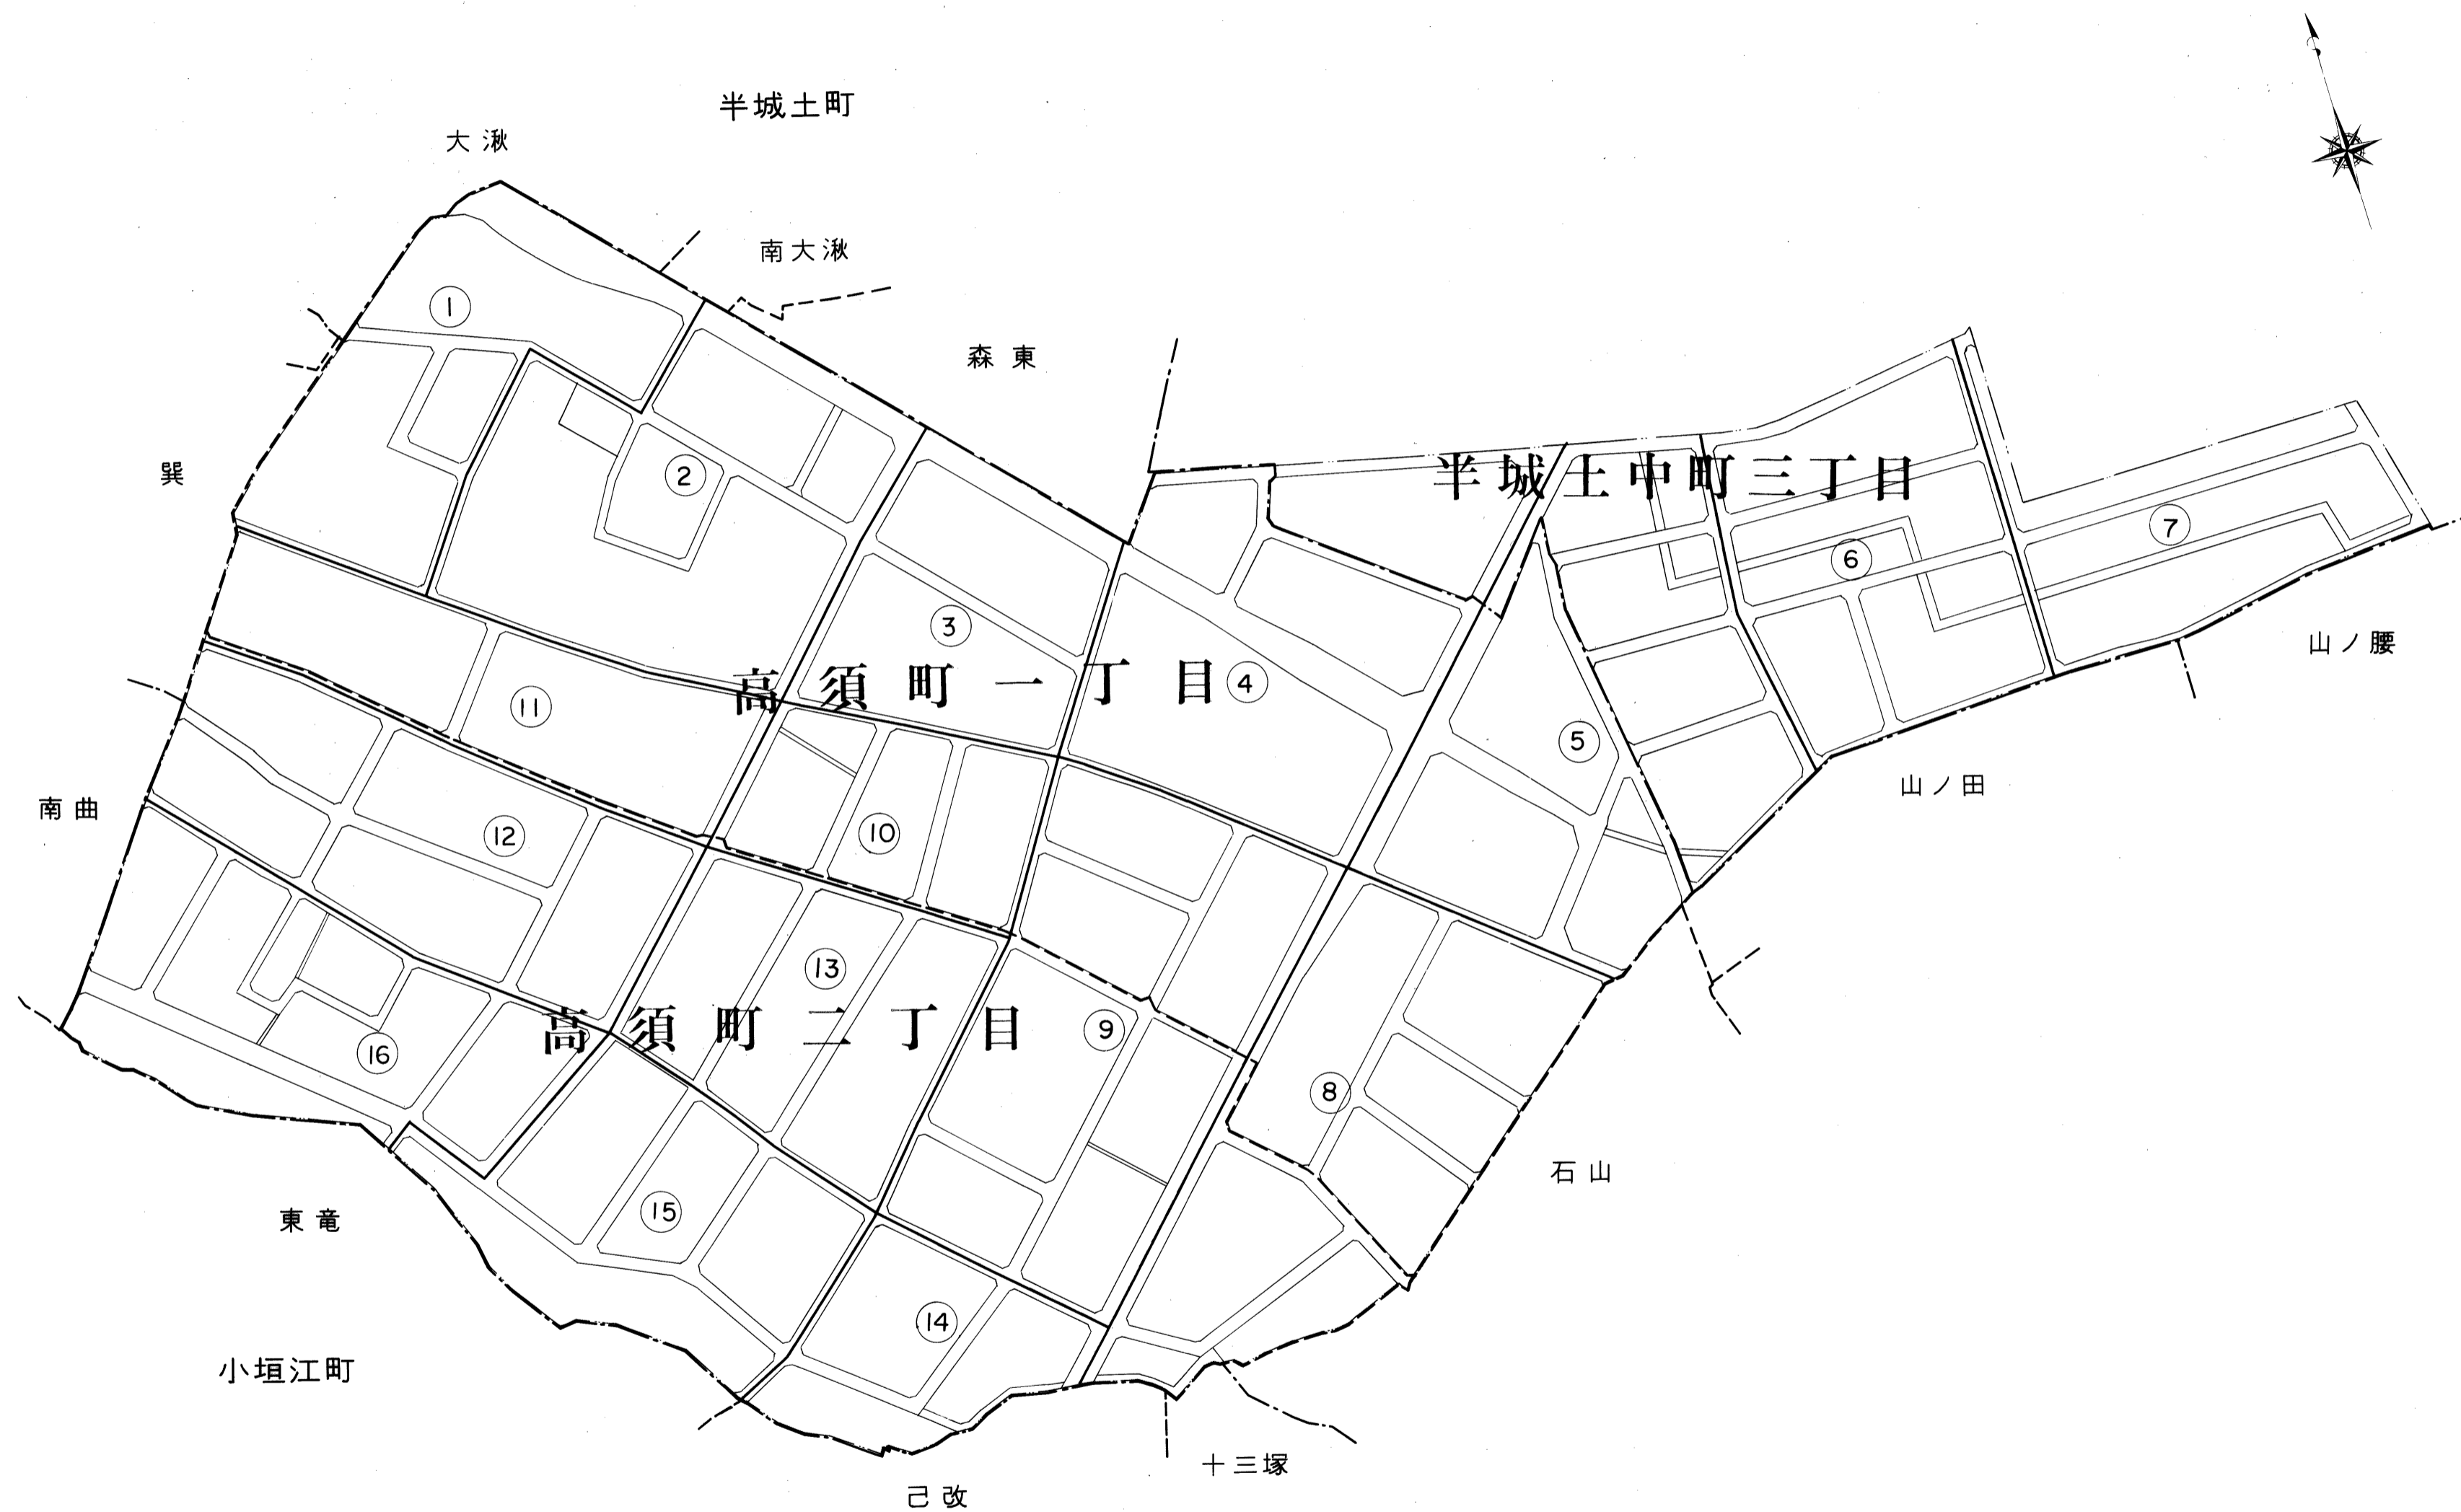 半城土町
大湫
南大湫
①
森東
半城土中町三丁目
巽
②
⑦
⑥
③
山ノ腰
高須町一丁目
④
⑪
⑤
山ノ田
南曲
⑫
⑩
⑬
高須町二丁目
⑨
⑯
⑧
石山
⑮
東竜
⑭
小垣江町
十三塚
己改